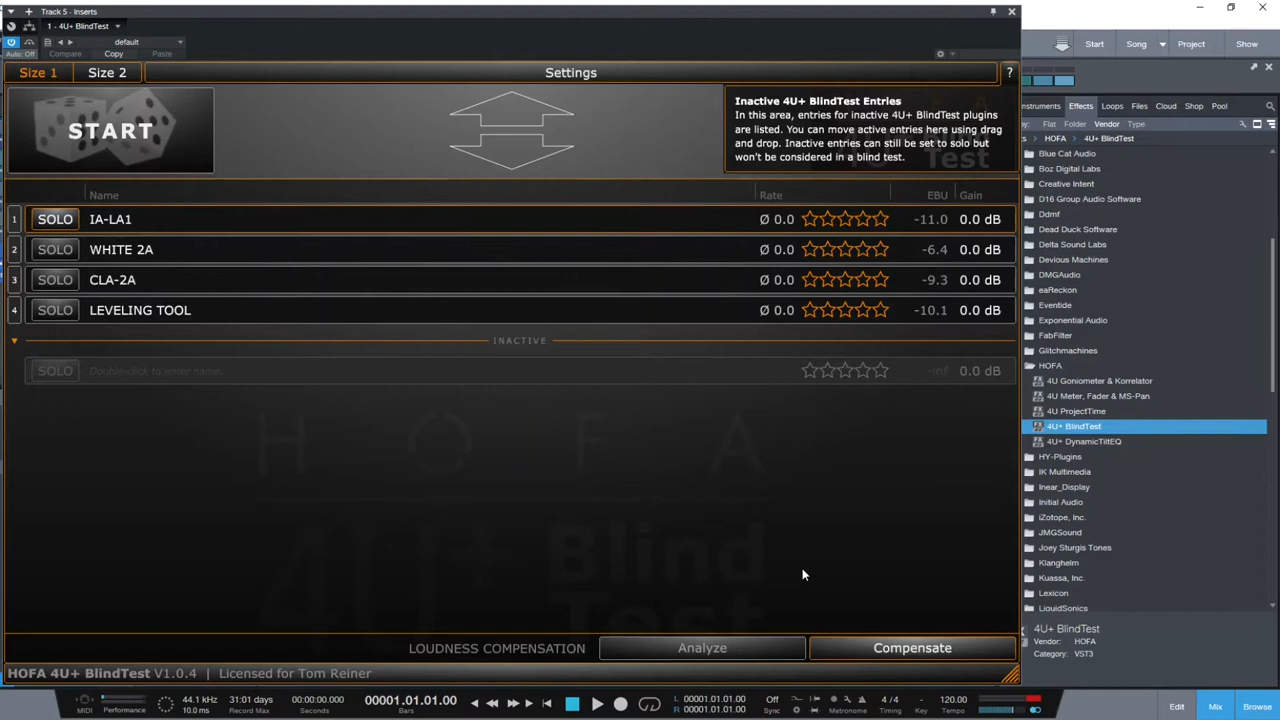 Track 5 - Inserts
1 - 4U+ BlindTest
default
Auto: Off Compare Copy Paste
Start Song Project Show
Size 1 Size 2 Settings ?
START
Inactive 4U+ BlindTest Entries
In this area, entries for inactive 4U+ BlindTest plugins
are listed. You can move active entries here using drag
and drop. Inactive entries can still be set to solo but
won't be considered in a blind test.
Test
Name Rate EBU Gain
1 SOLO IA-LA1 Ø 0.0 -11.0 0.0 dB
2 SOLO WHITE 2A Ø 0.0 -6.4 0.0 dB
3 SOLO CLA-2A Ø 0.0 -9.3 0.0 dB
4 SOLO LEVELING TOOL Ø 0.0 -10.1 0.0 dB
INACTIVE
SOLO Double-click to enter name. -inf 0.0 dB
HOFA
4U+ Blind
Test
LOUDNESS COMPENSATION Analyze Compensate
HOFA 4U+ BlindTest V1.0.4 | Licensed for Tom Reiner
nstruments Effects Loops Files Cloud Shop Pool
by: Flat Folder Vendor Type
s HOFA 4U+ BlindTest
Blue Cat Audio
Boz Digital Labs
Creative Intent
D16 Group Audio Software
Ddmf
Dead Duck Software
Delta Sound Labs
Devious Machines
DMGAudio
eaReckon
Eventide
Exponential Audio
FabFilter
Glitchmachines
HOFA
4U Goniometer & Korrelator
4U Meter, Fader & MS-Pan
4U ProjectTime
4U+ BlindTest
4U+ DynamicTiltEQ
HY-Plugins
IK Multimedia
Inear_Display
Initial Audio
iZotope, Inc.
JMGSound
Joey Sturgis Tones
Klanghelm
Kuassa, Inc.
Lexicon
LiquidSonics
4U+ BlindTest
Vendor: HOFA
Category: VST3
MIDI Performance
44.1 kHz
10.0 ms
31:01 days
Record Max
00:00:00.000
Seconds
00001.01.01.00
Bars
L 00001.01.01.00
R 00001.01.01.00
Off
Sync
Metronome
4/4
Timing
Key
120.00
Tempo
Edit Mix Browse